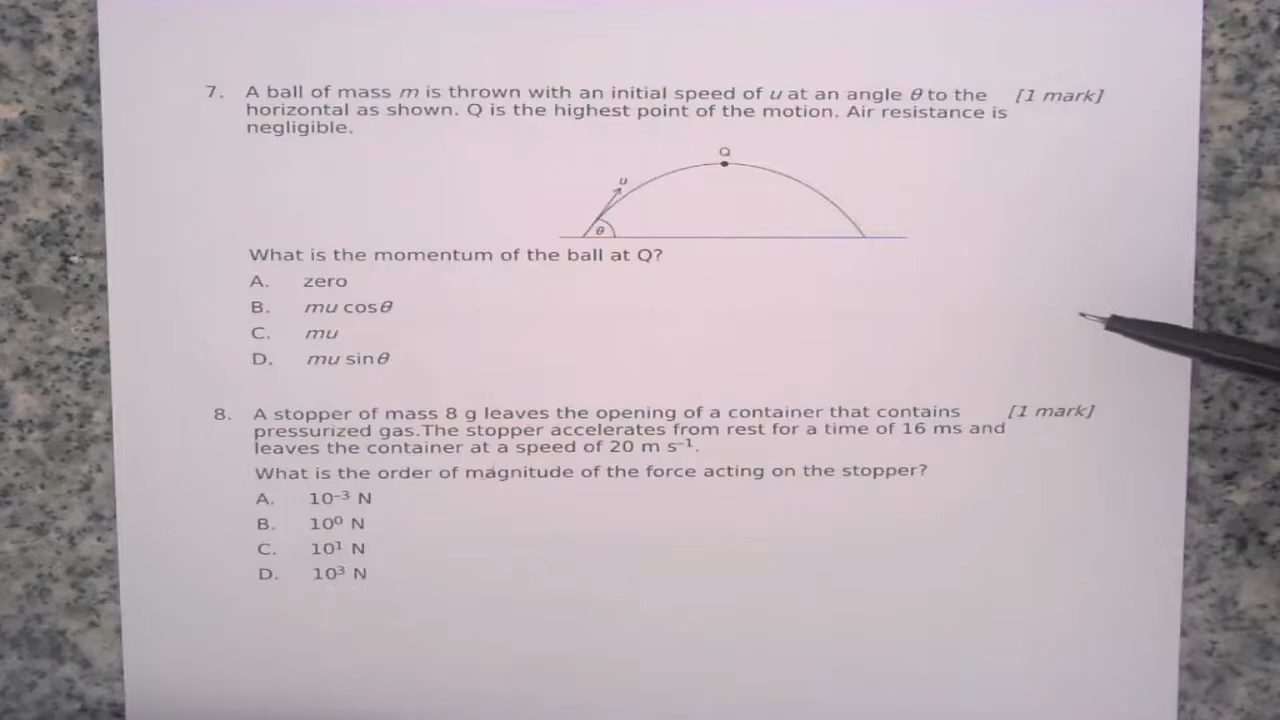 7. A ball of mass m is thrown with an initial speed of u at an angle θ to the [1 mark]
horizontal as shown. Q is the highest point of the motion. Air resistance is
negligible.
Q
u
θ
What is the momentum of the ball at Q?
A. zero
B. mu cosθ
C. mu
D. mu sinθ
8. A stopper of mass 8 g leaves the opening of a container that contains [1 mark]
pressurized gas.The stopper accelerates from rest for a time of 16 ms and
leaves the container at a speed of 20 m s⁻¹.
What is the order of magnitude of the force acting on the stopper?
A. 10⁻³ N
B. 10⁰ N
C. 10¹ N
D. 10³ N